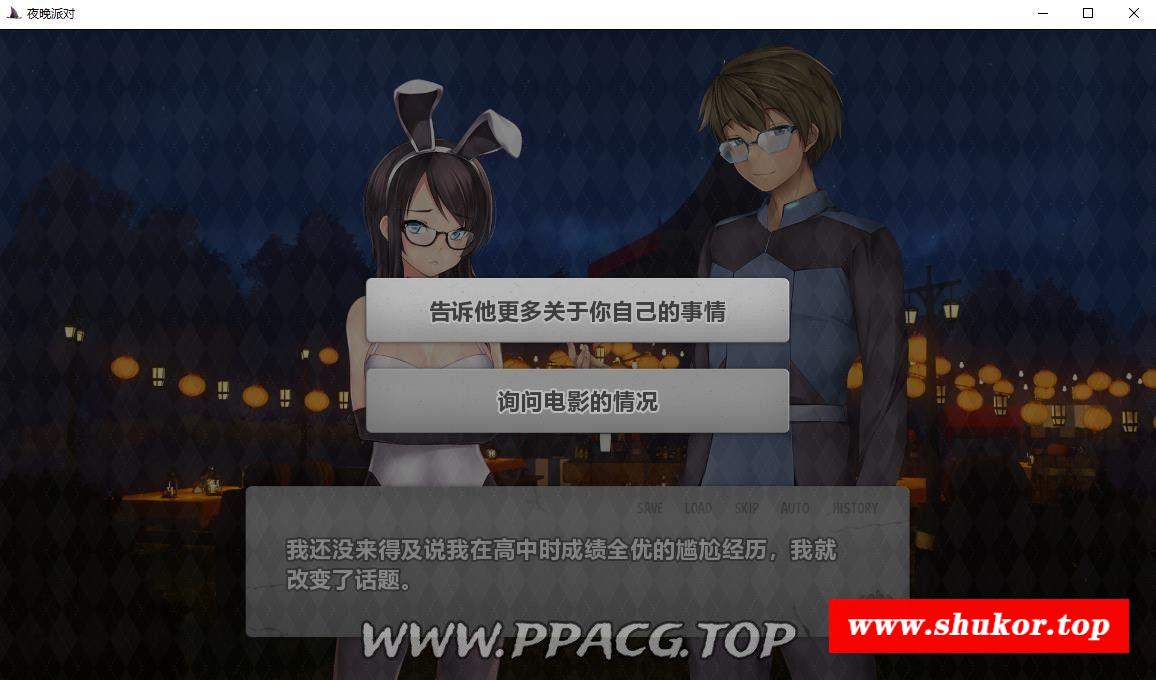 夜晚派对
告诉他更多关于你自己的事情
询问电影的情况
SAVE LOAD SKIP AUTO HISTORY
我还没来得及说我在高中时成绩全优的尴尬经历，我就
改变了话题。
WWW.PPACG.TOP
www.shukor.top